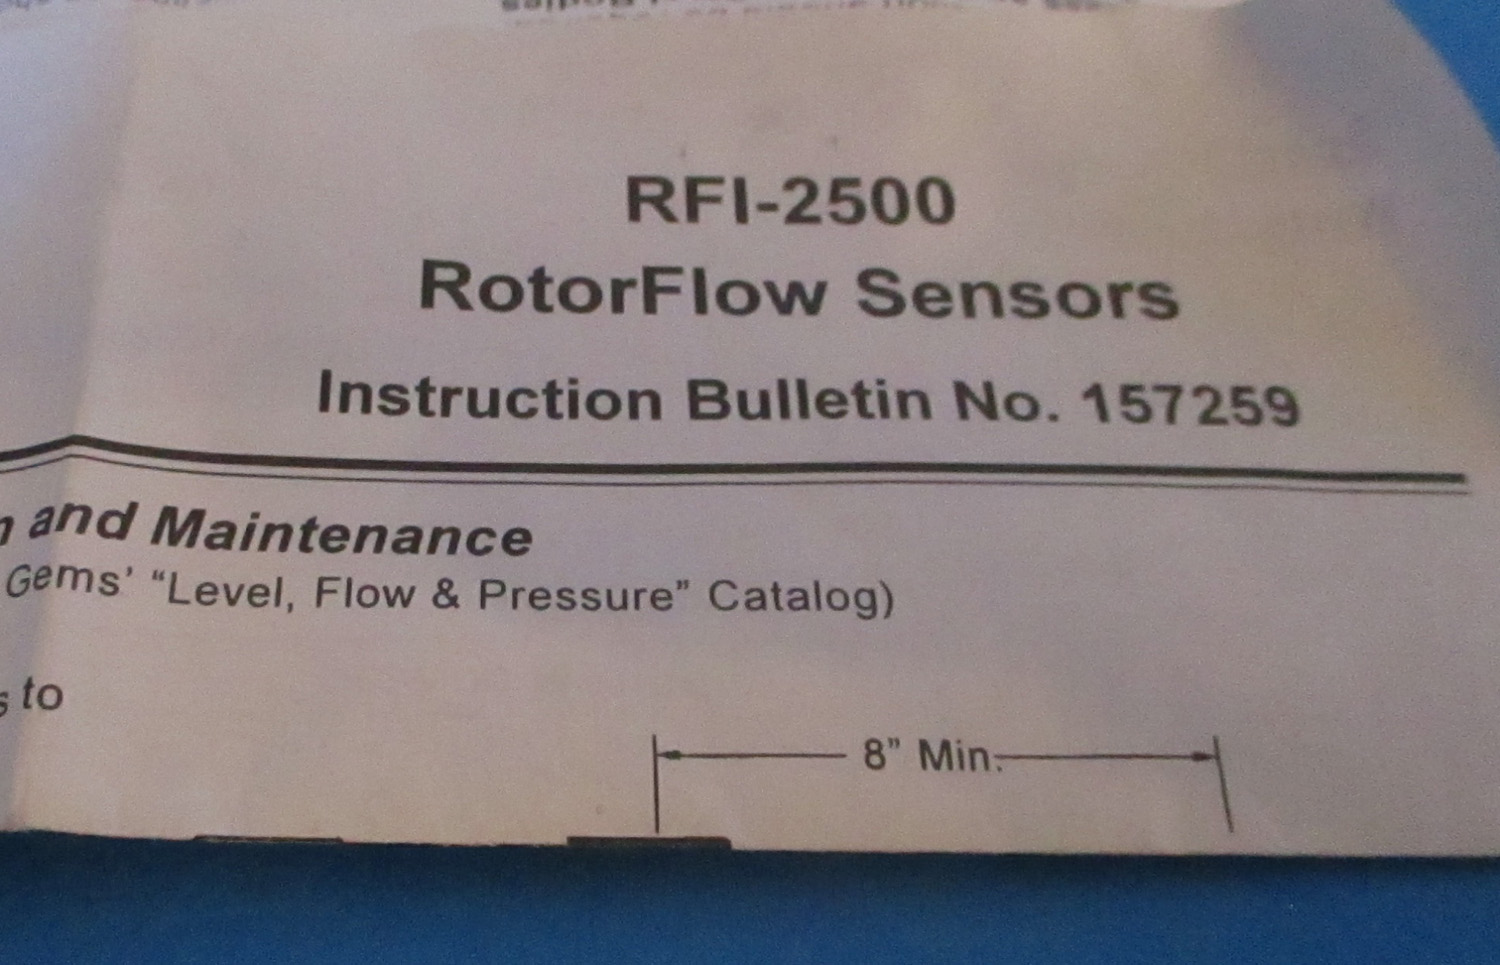 RFI-2500
RotorFlow Sensors
Instruction Bulletin No. 157259
and Maintenance
Gems' “Level, Flow & Pressure” Catalog)
to
8” Min.